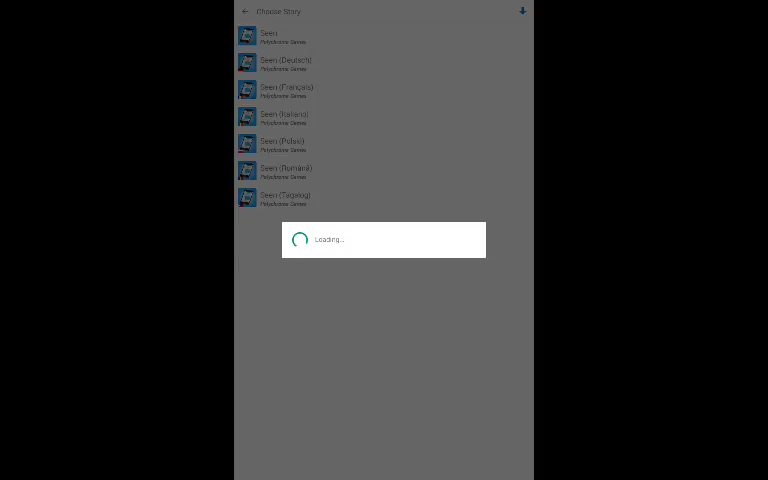 Choose Story
Seen
Polychrome Games
Seen (Deutsch)
Polychrome Games
Seen (Français)
Polychrome Games
Seen (Italiano)
Polychrome Games
Seen (Polski)
Polychrome Games
Seen (Română)
Polychrome Games
Seen (Tagalog)
Polychrome Games
Loading...